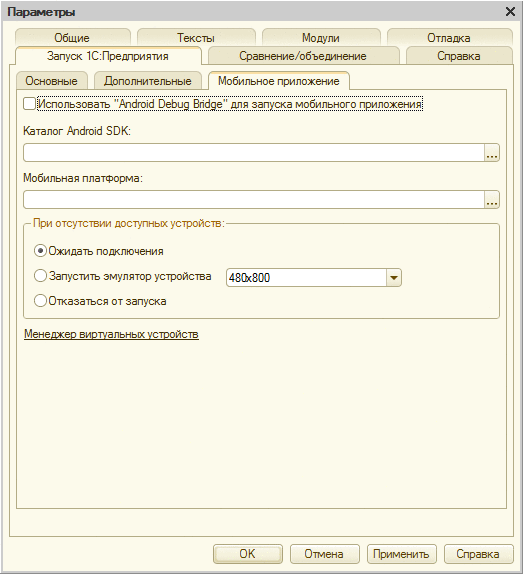 Параметры
Общие Тексты Модули Отладка
Запуск 1С:Предприятия Сравнение/объединение Справка
Основные Дополнительные Мобильное приложение
Использовать "Android Debug Bridge" для запуска мобильного приложения
Каталог Android SDK:
...
Мобильная платформа:
...
При отсутствии доступных устройств:
Ожидать подключения
Запустить эмулятор устройства 480x800
Отказаться от запуска
Менеджер виртуальных устройств
OK Отмена Применить Справка